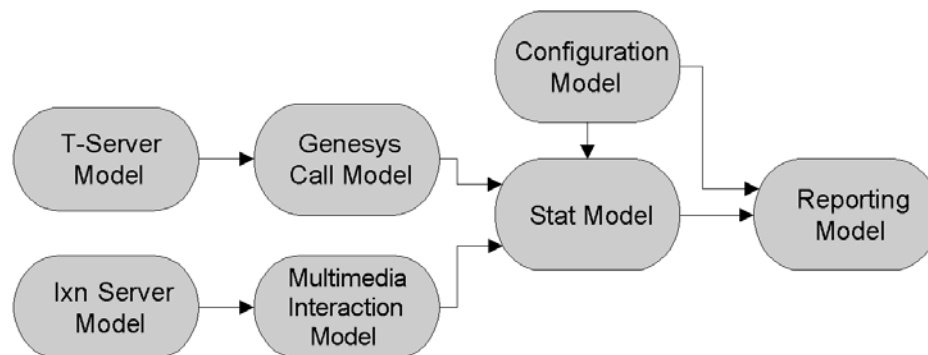 Configuration
Model
T-Server
Model
Genesys
Call Model
Stat Model
Reporting
Model
Ixn Server
Model
Multimedia
Interaction
Model